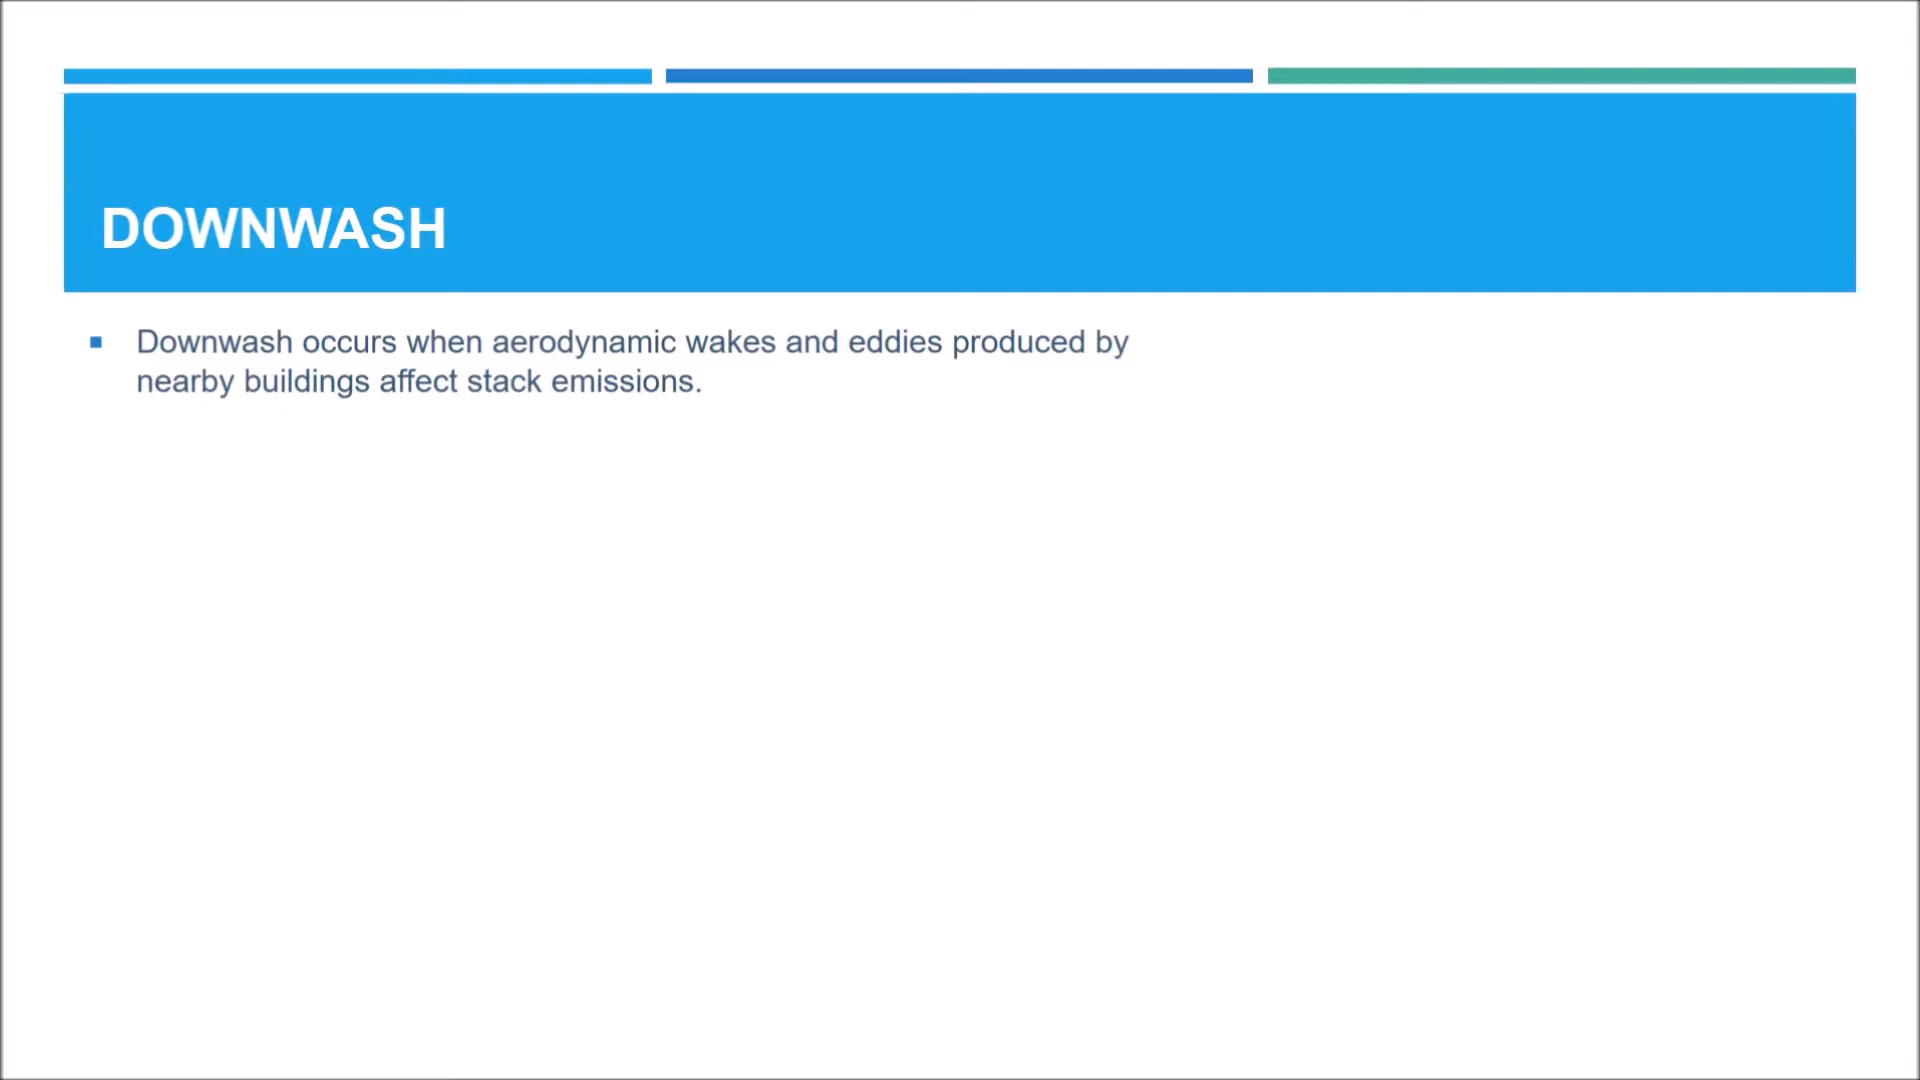 DOWNWASH
Downwash occurs when aerodynamic wakes and eddies produced by
nearby buildings affect stack emissions.